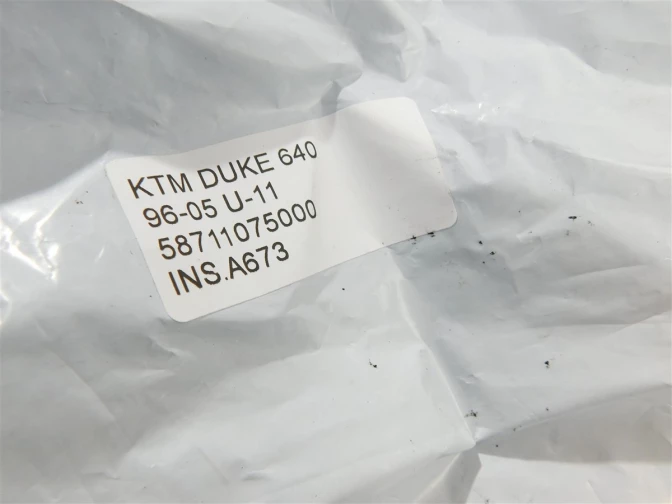 KTM DUKE 640
96-05 U-11
58711075000
INS.A673